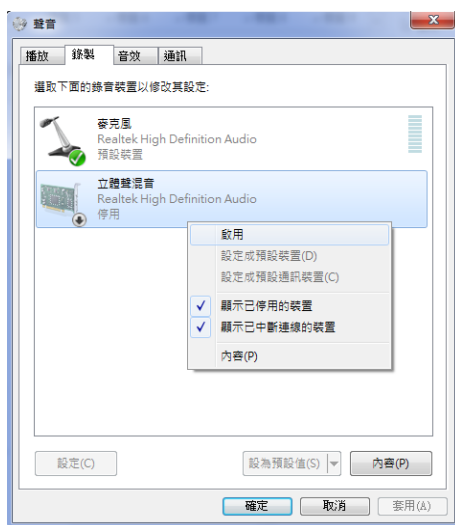 聲音
播放 錄製 音效 通訊
選取下面的錄音裝置以修改其設定:
麥克風
Realtek High Definition Audio
預設裝置
立體聲混音
Realtek High Definition Audio
停用
啟用
設定成預設裝置(D)
設定成預設通訊裝置(C)
顯示已停用的裝置
顯示已中斷連線的裝置
內容(P)
設定(C) 設為預設值(S) 內容(P)
確定 取消 套用(A)